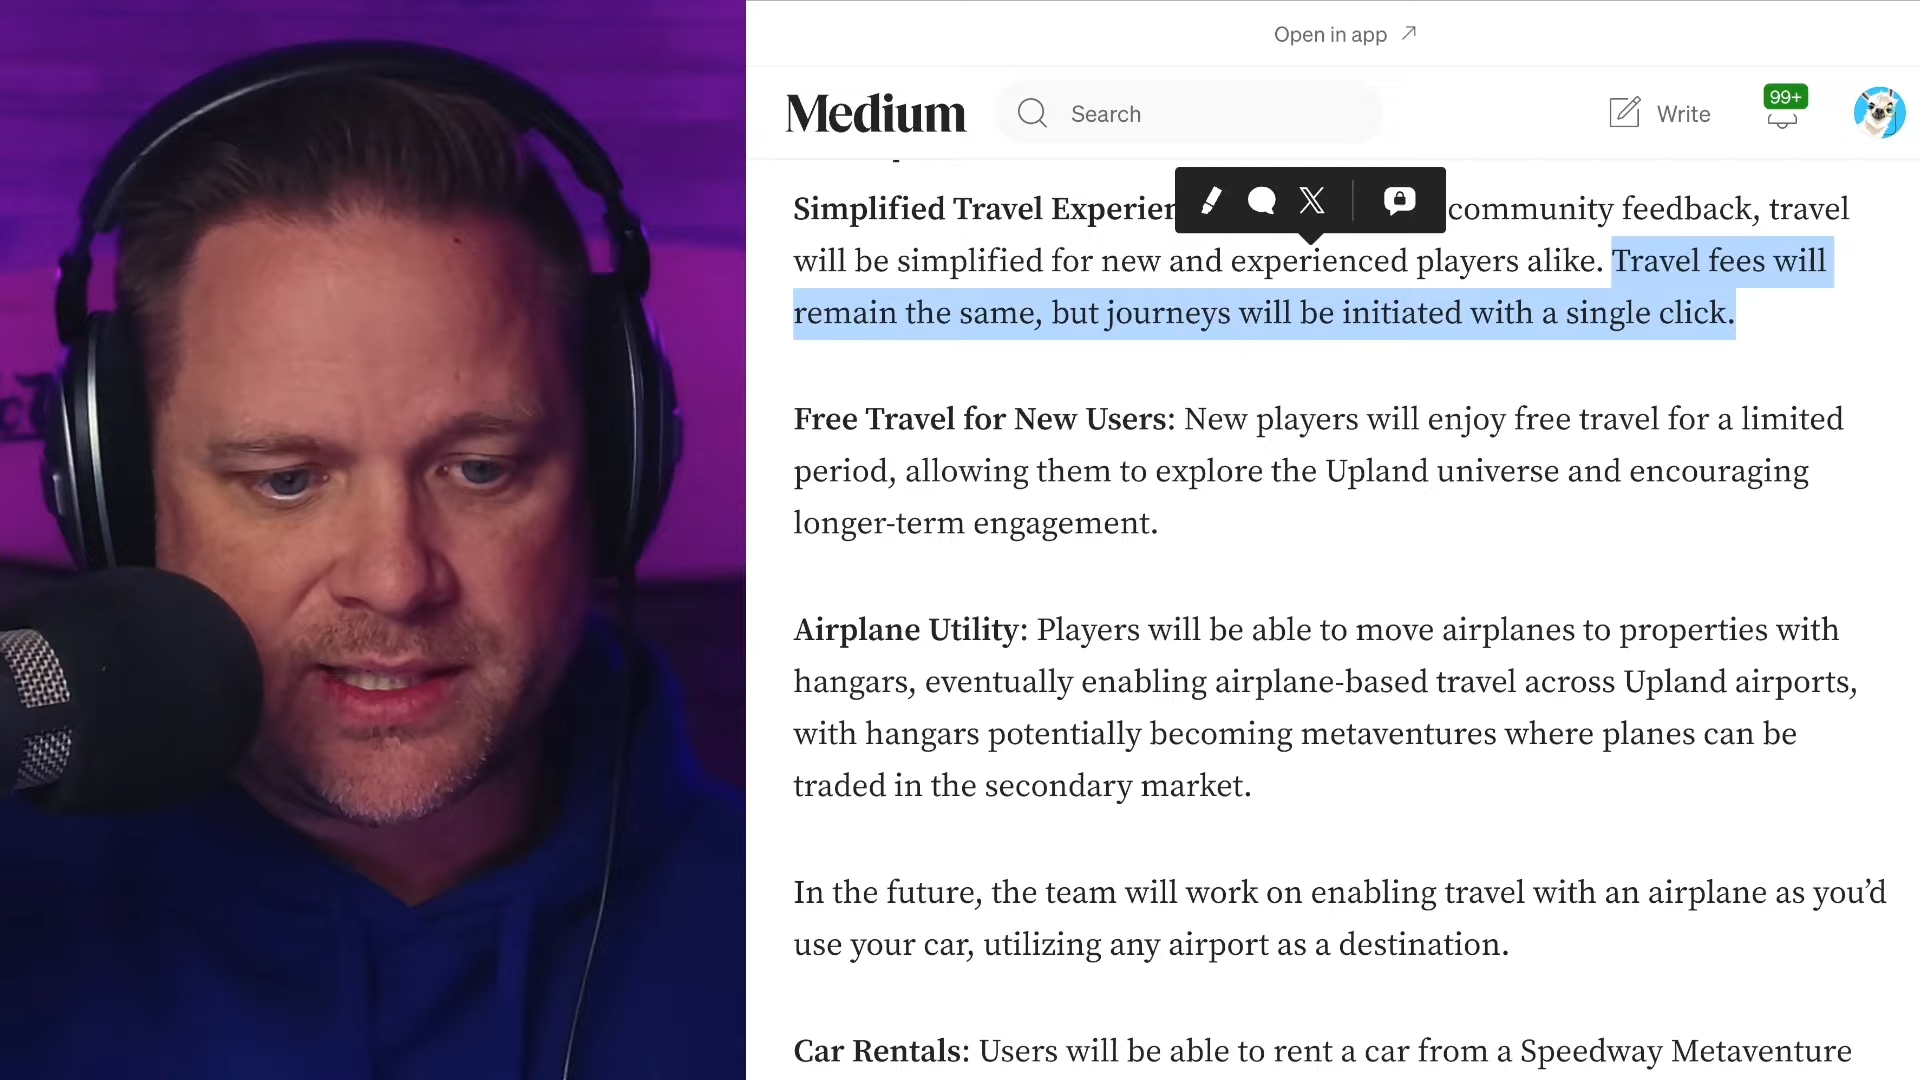 Open in app
Medium
Search
Write
99+
Simplified Travel Experien community feedback, travel
will be simplified for new and experienced players alike. Travel fees will
remain the same, but journeys will be initiated with a single click.
Free Travel for New Users: New players will enjoy free travel for a limited
period, allowing them to explore the Upland universe and encouraging
longer-term engagement.
Airplane Utility: Players will be able to move airplanes to properties with
hangars, eventually enabling airplane-based travel across Upland airports,
with hangars potentially becoming metaventures where planes can be
traded in the secondary market.
In the future, the team will work on enabling travel with an airplane as you’d
use your car, utilizing any airport as a destination.
Car Rentals: Users will be able to rent a car from a Speedway Metaventure